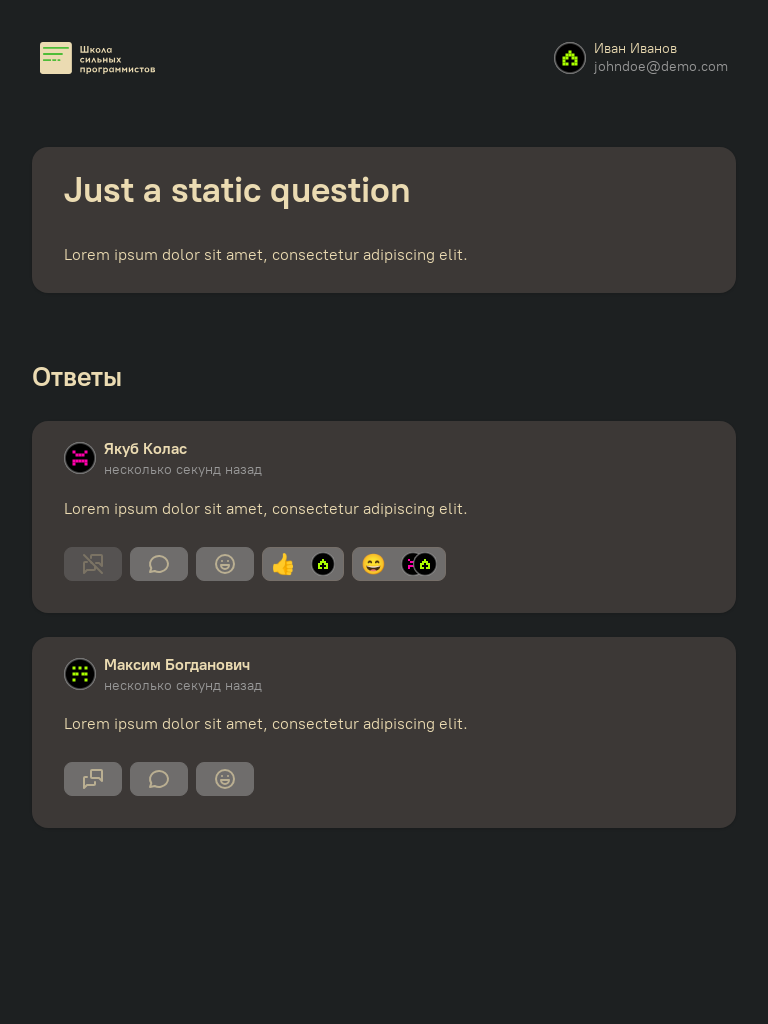 Школа
сильных
программистов
Иван Иванов
johndoe@demo.com
Just a static question
Lorem ipsum dolor sit amet, consectetur adipiscing elit.
Ответы
Якуб Колас
несколько секунд назад
Lorem ipsum dolor sit amet, consectetur adipiscing elit.
Максим Богданович
несколько секунд назад
Lorem ipsum dolor sit amet, consectetur adipiscing elit.